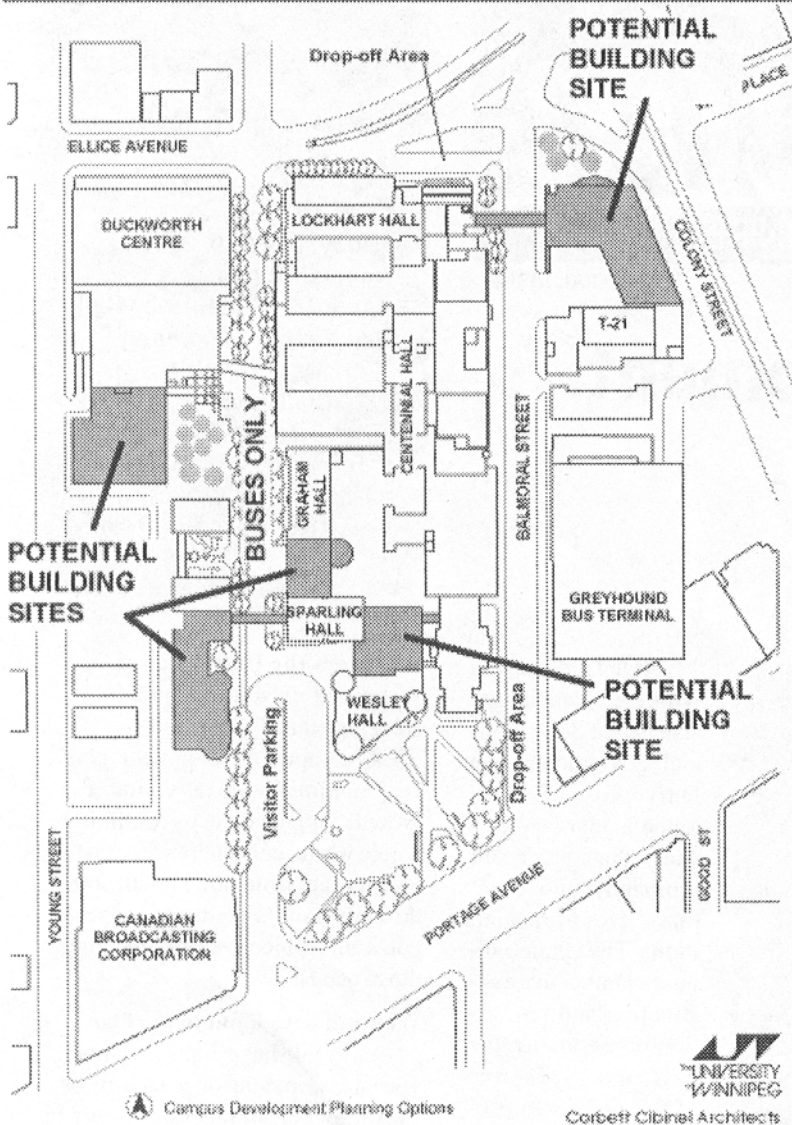 POTENTIAL
BUILDING
SITE
Drop-off Area
PLACE
ELLICE AVENUE
DUCKWORTH
CENTRE
LOCKHART HALL
COLONY STREET
T-21
CENTENNIAL HALL
BUSES ONLY
BALMORAL STREET
GRAHAM
HALL
POTENTIAL
BUILDING
SITES
GREYHOUND
BUS TERMINAL
SPARLING
HALL
WESLEY
HALL
POTENTIAL
BUILDING
SITE
Visitor Parking
Drop-off Area
YOUNG STREET
GOOD ST
PORTAGE AVENUE
CANADIAN
BROADCASTING
CORPORATION
The UNIVERSITY
of WINNIPEG
Campus Development Planning Options
Corbett Cibinel Architects